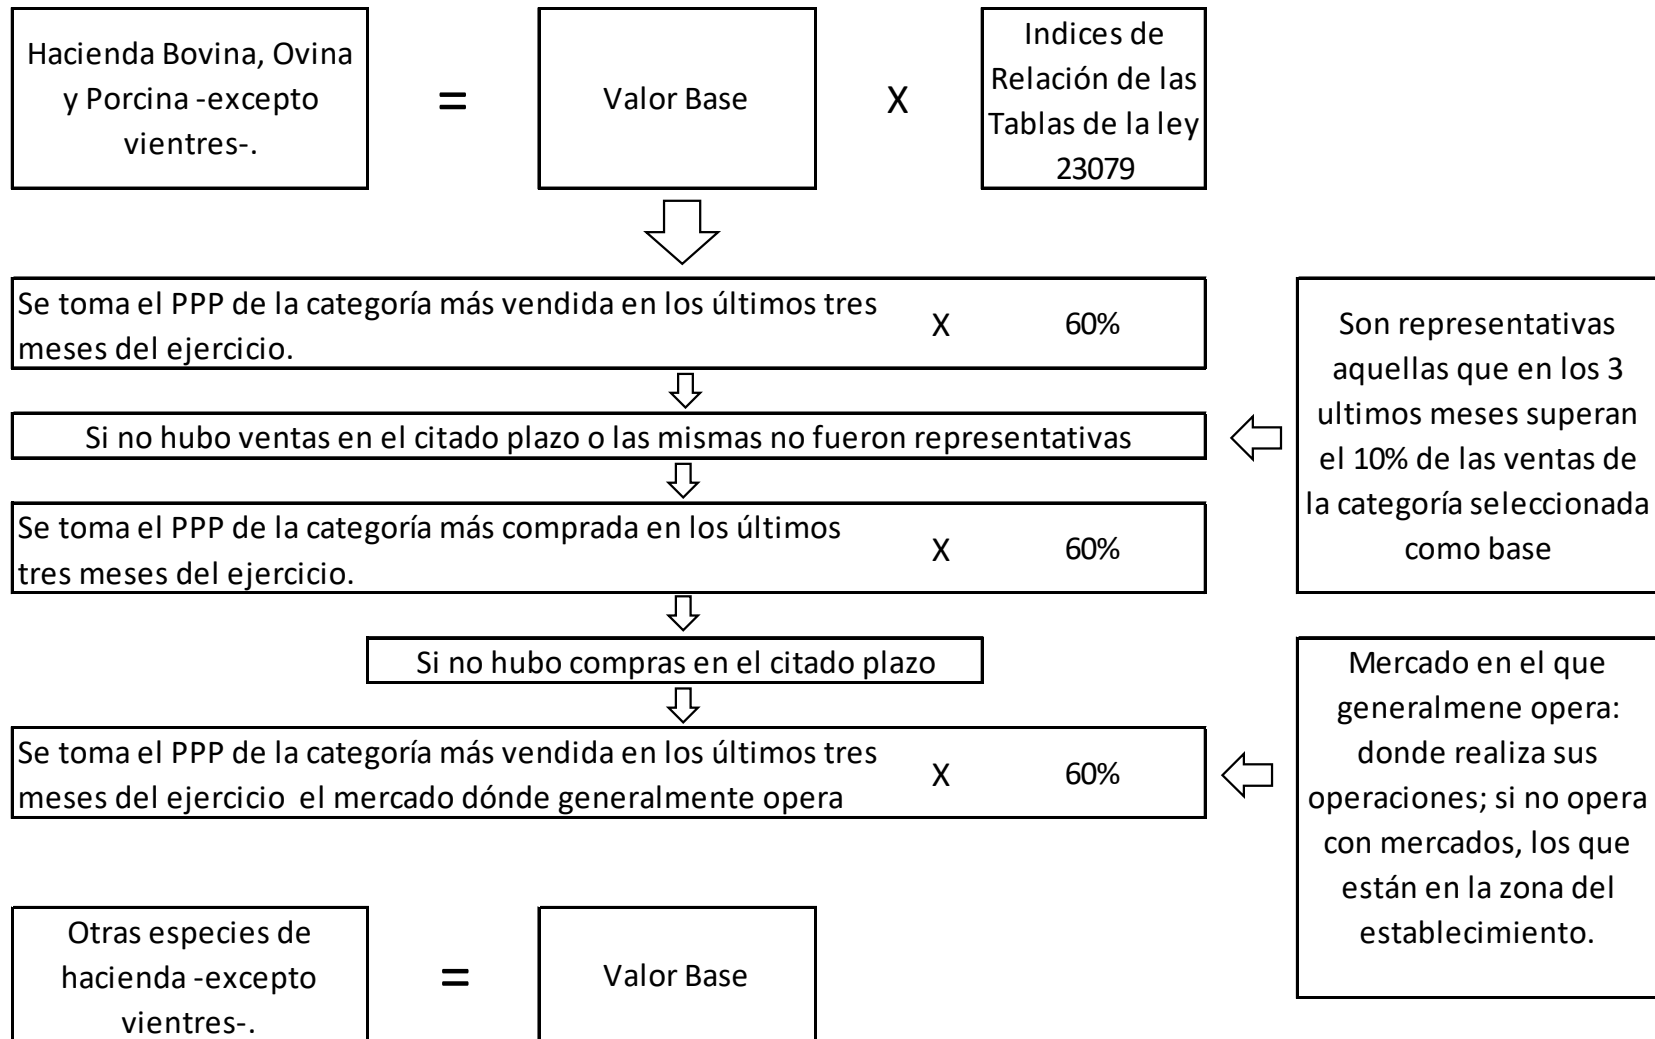 Hacienda Bovina, Ovina
y Porcina -excepto
vientres-.
=
Valor Base
X
Indices de
Relación de las
Tablas de la ley
23079
Se toma el PPP de la categoría más vendida en los últimos tres
meses del ejercicio.
X
60%
Si no hubo ventas en el citado plazo o las mismas no fueron representativas
Son representativas
aquellas que en los 3
ultimos meses superan
el 10% de las ventas de
la categoría seleccionada
como base
Se toma el PPP de la categoría más comprada en los últimos
tres meses del ejercicio.
X
60%
Si no hubo compras en el citado plazo
Se toma el PPP de la categoría más vendida en los últimos tres
meses del ejercicio  el mercado dónde generalmente opera
X
60%
Mercado en el que
generalmene opera:
donde realiza sus
operaciones; si no opera
con mercados, los que
están en la zona del
establecimiento.
Otras especies de
hacienda -excepto
vientres-.
=
Valor Base